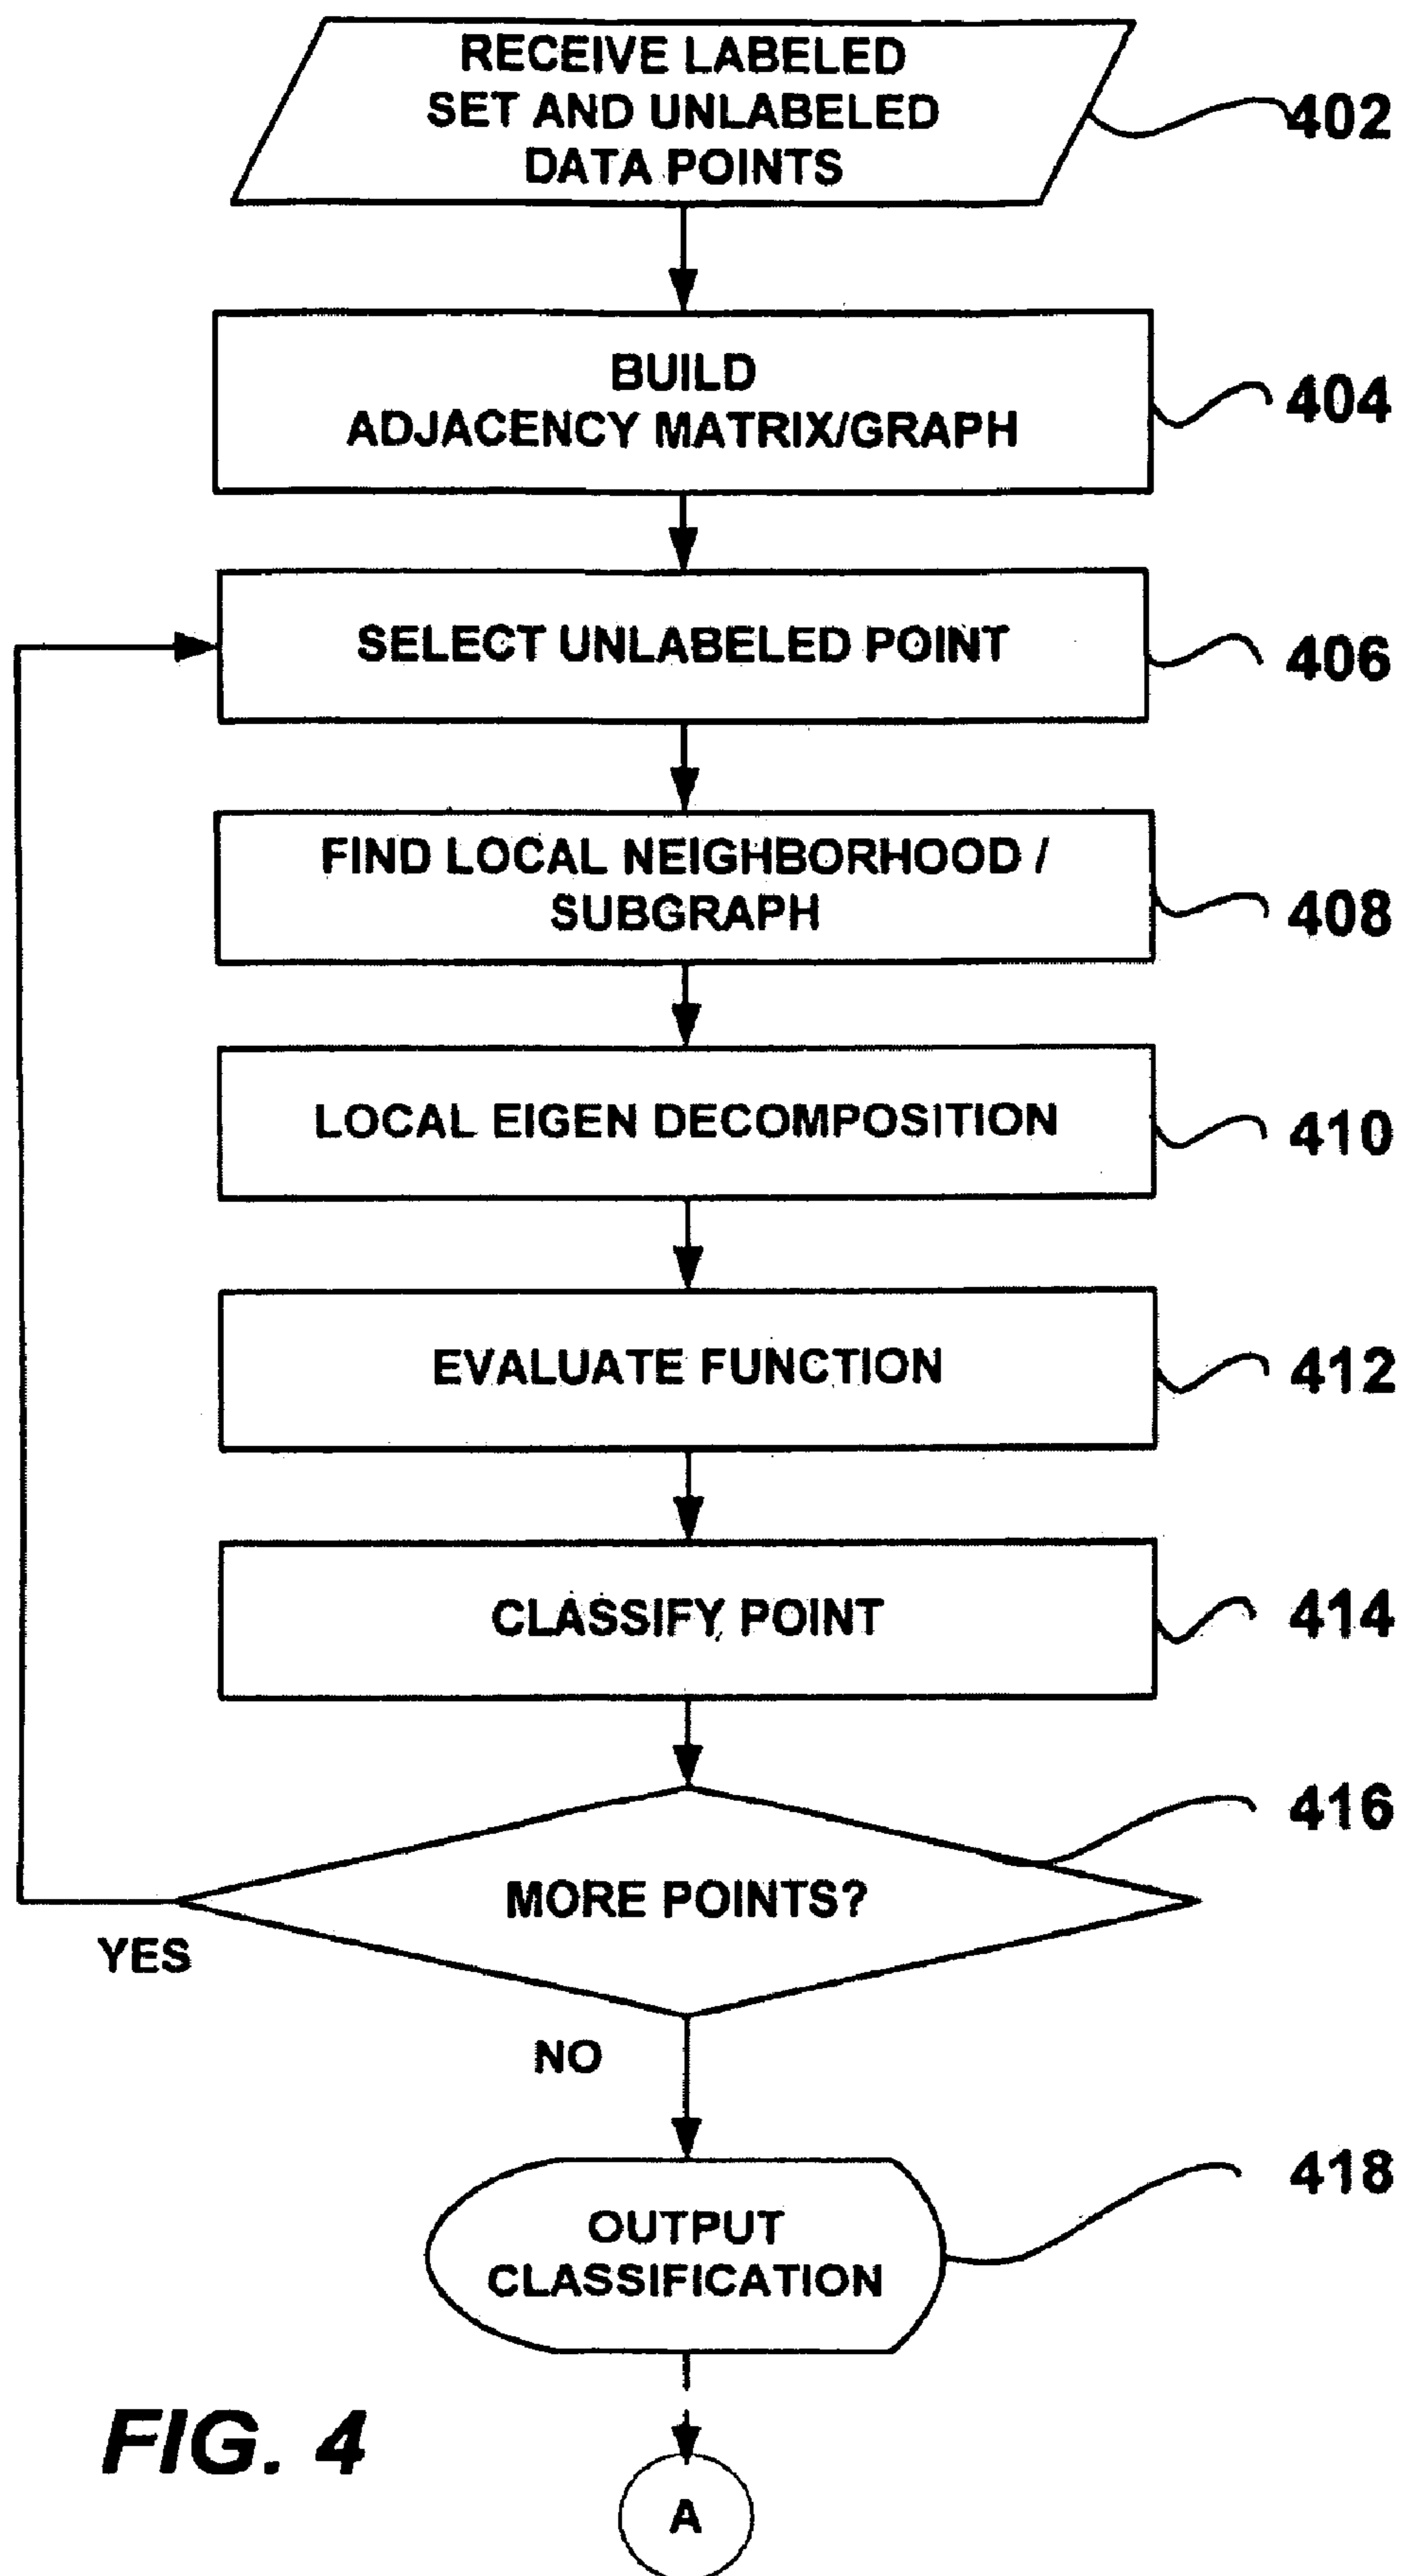 RECEIVE LABELED
SET AND UNLABELED
DATA POINTS
402
BUILD
ADJACENCY MATRIX/GRAPH
404
SELECT UNLABELED POINT
406
FIND LOCAL NEIGHBORHOOD /
SUBGRAPH
408
LOCAL EIGEN DECOMPOSITION
410
EVALUATE FUNCTION
412
CLASSIFY POINT
414
416
MORE POINTS?
YES
NO
418
OUTPUT
CLASSIFICATION
FIG. 4
A